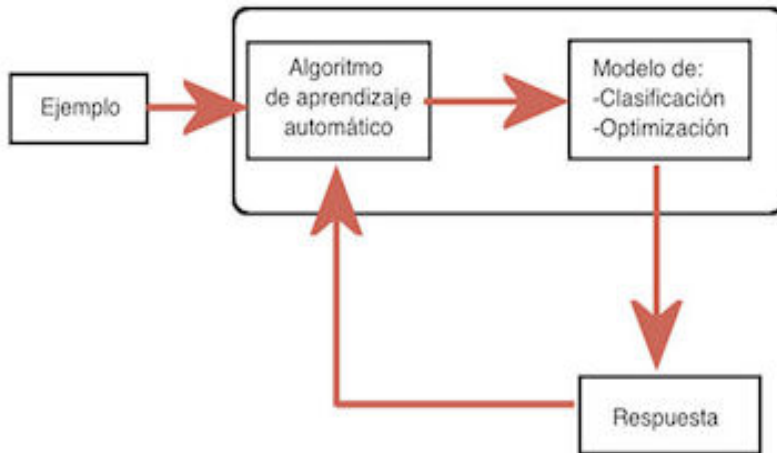 Ejemplo
Algoritmo
de aprendizaje
automático
Modelo de:
-Clasificación
-Optimización
Respuesta